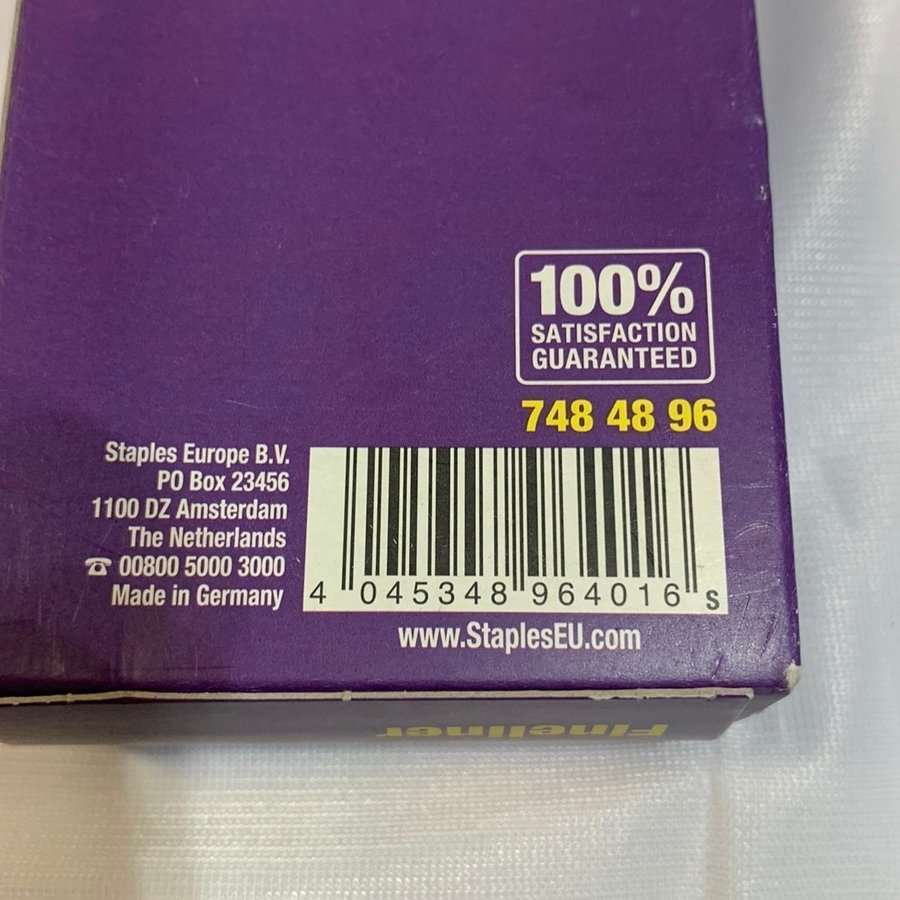 100%
SATISFACTION
GUARANTEED
748 48 96
Staples Europe B.V.
PO Box 23456
1100 DZ Amsterdam
The Netherlands
☎ 00800 5000 3000
Made in Germany
4 045348 964016 s
www.StaplesEU.com
Fineliner